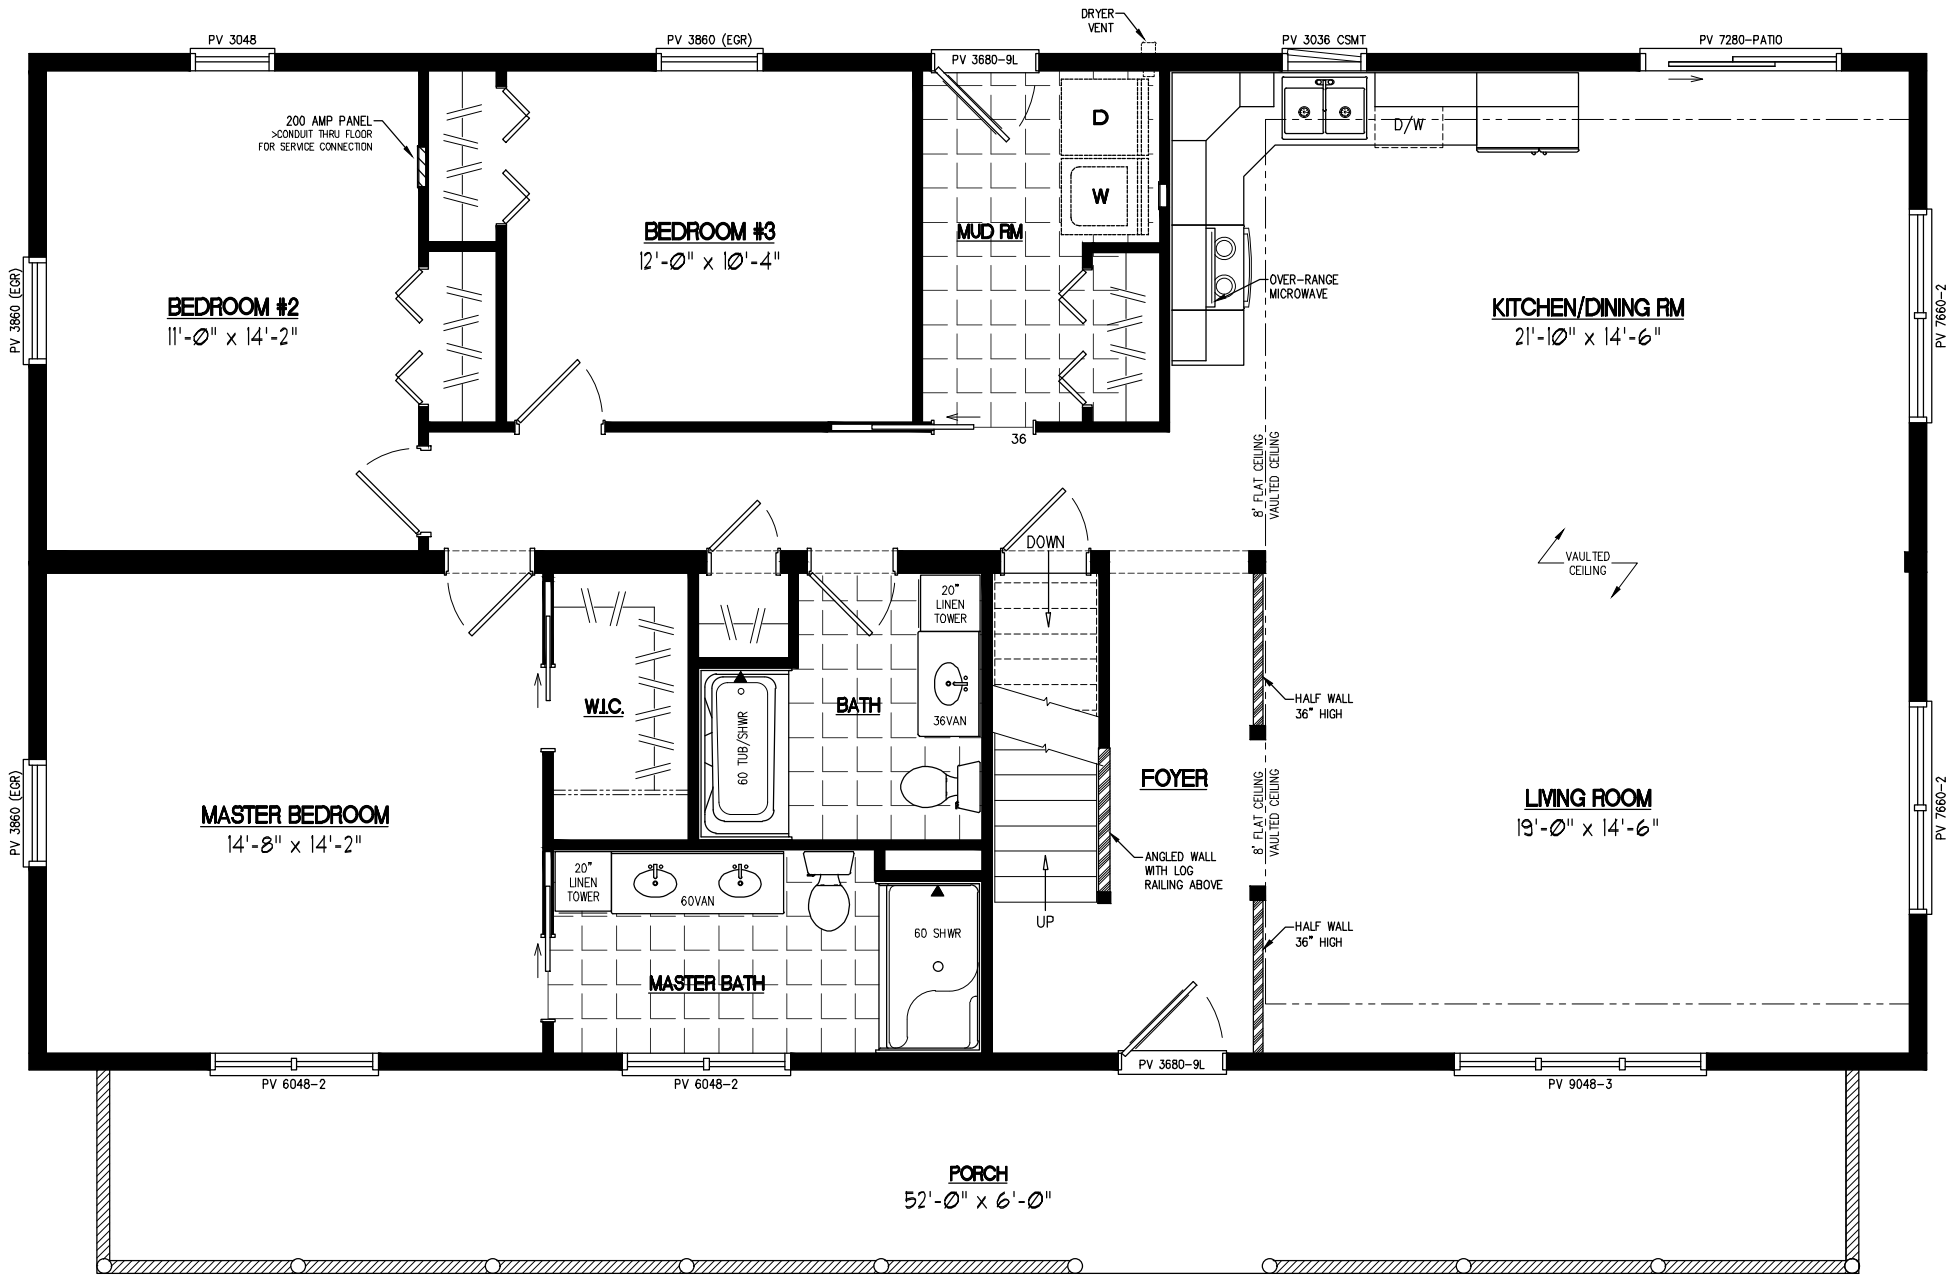 DRYER
VENT
PV 3048
PV 3860 (EGR)
PV 3680-9L
PV 3036 CSMT
PV 7280-PATIO
200 AMP PANEL
>CONDUIT THRU FLOOR
FOR SERVICE CONNECTION
D
W
D/W
BEDROOM #3
12'-0" x 10'-4"
MUD RM
OVER-RANGE
MICROWAVE
BEDROOM #2
11'-0" x 14'-2"
KITCHEN/DINING RM
21'-10" x 14'-6"
PV 3860 (EGR)
PV 7660-2
36
8' FLAT CEILING
VAULTED CEILING
DOWN
VAULTED
CEILING
20"
LINEN
TOWER
W.I.C.
BATH
36VAN
60 TUB/SHWR
HALF WALL
36" HIGH
FOYER
8' FLAT CEILING
VAULTED CEILING
LIVING ROOM
19'-0" x 14'-6"
PV 7660-2
MASTER BEDROOM
14'-8" x 14'-2"
PV 3860 (EGR)
ANGLED WALL
WITH LOG
RAILING ABOVE
20"
LINEN
TOWER
60VAN
UP
60 SHWR
HALF WALL
36" HIGH
MASTER BATH
PV 6048-2
PV 6048-2
PV 3680-9L
PV 9048-3
PORCH
52'-0" x 6'-0"